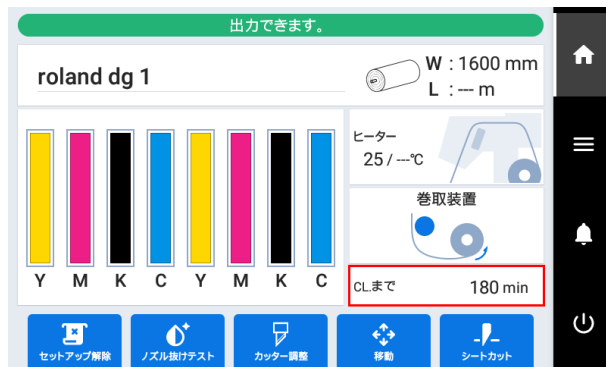 出力できます。
roland dg 1
W : 1600 mm
L : --- m
ヒーター
25 / ---℃
巻取装置
Y M K C Y M K C
CL.まで 180 min
セットアップ解除 ノズル抜けテスト カッター調整 移動 シートカット